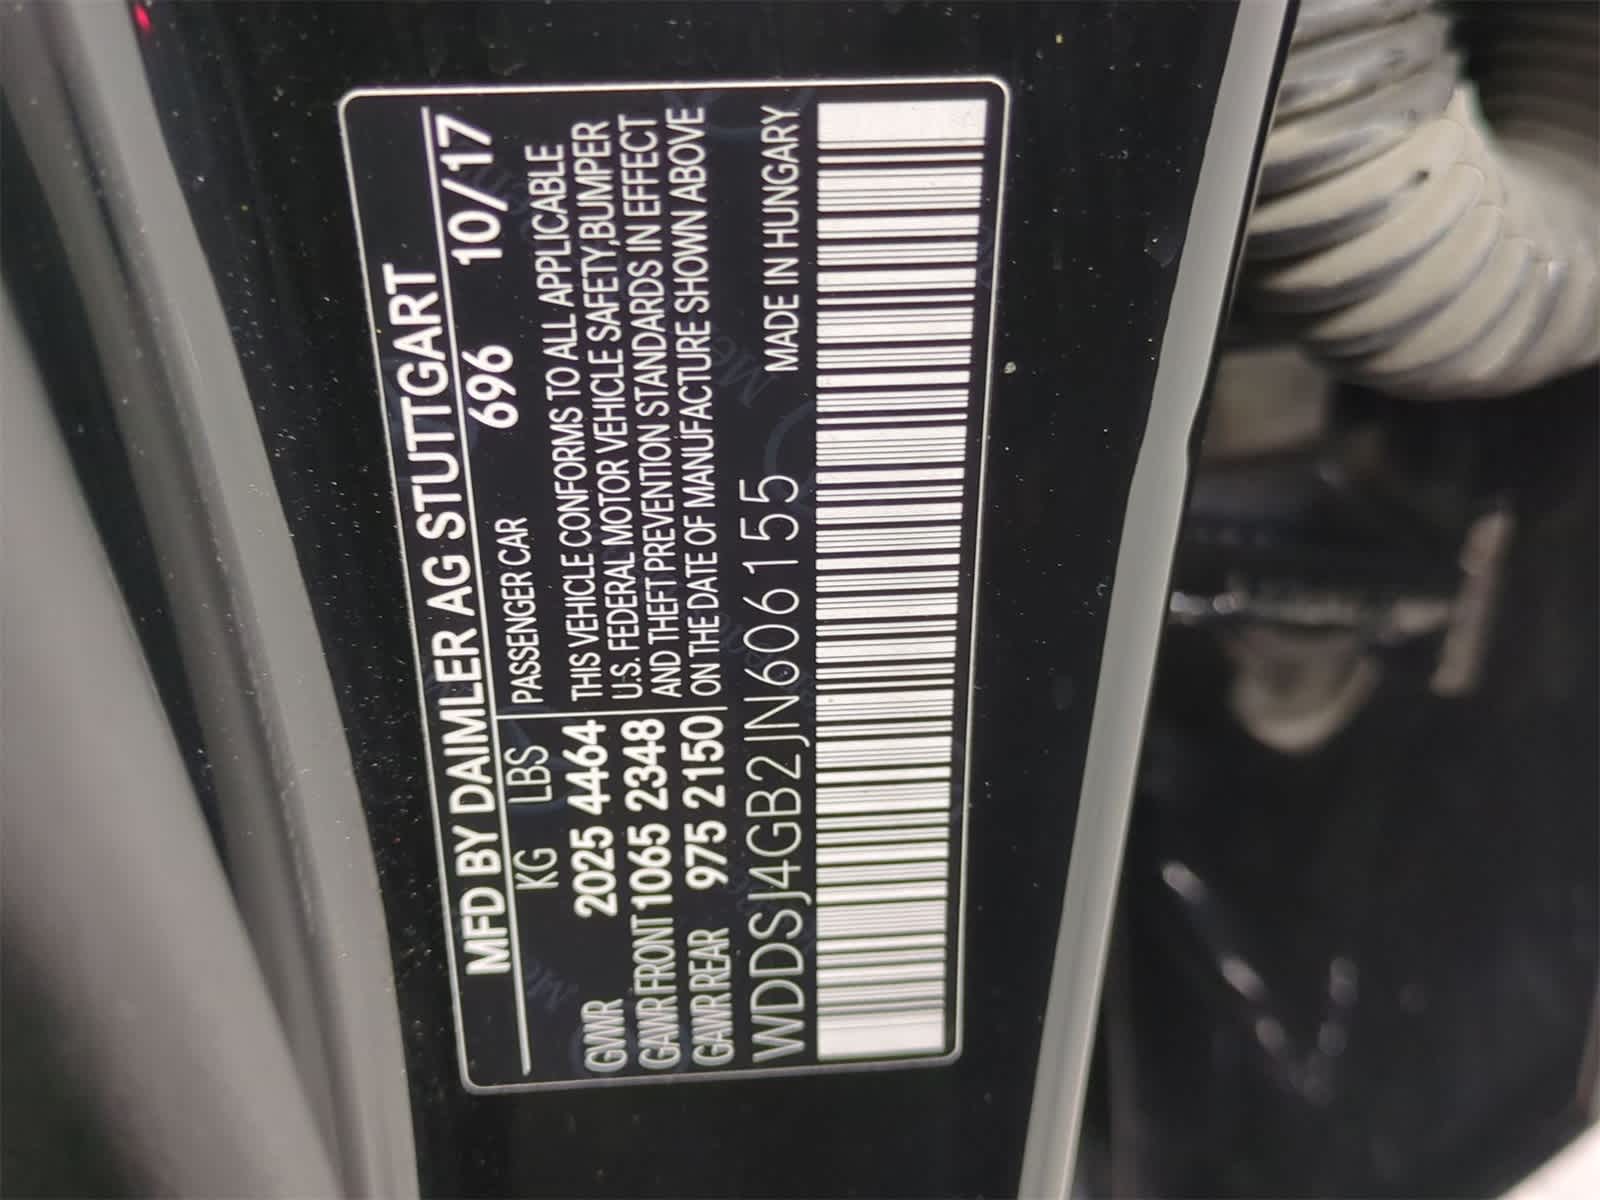 MFD BY DAIMLER AG STUTTGART
KG LBS PASSENGER CAR 696 10/17
GVWR 2025 4464 THIS VEHICLE CONFORMS TO ALL APPLICABLE
GAWR FRONT 1065 2348 U.S. FEDERAL MOTOR VEHICLE SAFETY,BUMPER
GAWR REAR 975 2150 AND THEFT PREVENTION STANDARDS IN EFFECT
ON THE DATE OF MANUFACTURE SHOWN ABOVE
WDDSJ4GB2JN606155 MADE IN HUNGARY